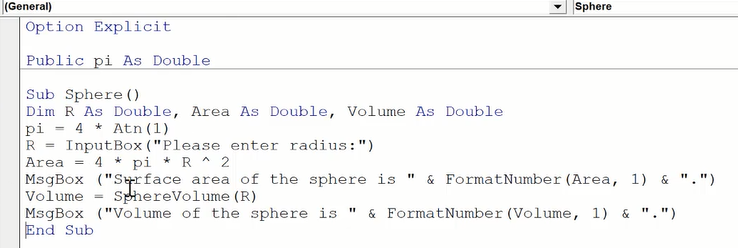 (General)
Sphere
Option Explicit
Public pi As Double
Sub Sphere()
Dim R As Double, Area As Double, Volume As Double
pi = 4 * Atn(1)
R = InputBox("Please enter radius:")
Area = 4 * pi * R ^ 2
MsgBox ("Surface area of the sphere is " & FormatNumber(Area, 1) & ".")
Volume = SphereVolume(R)
MsgBox ("Volume of the sphere is " & FormatNumber(Volume, 1) & ".")
End Sub